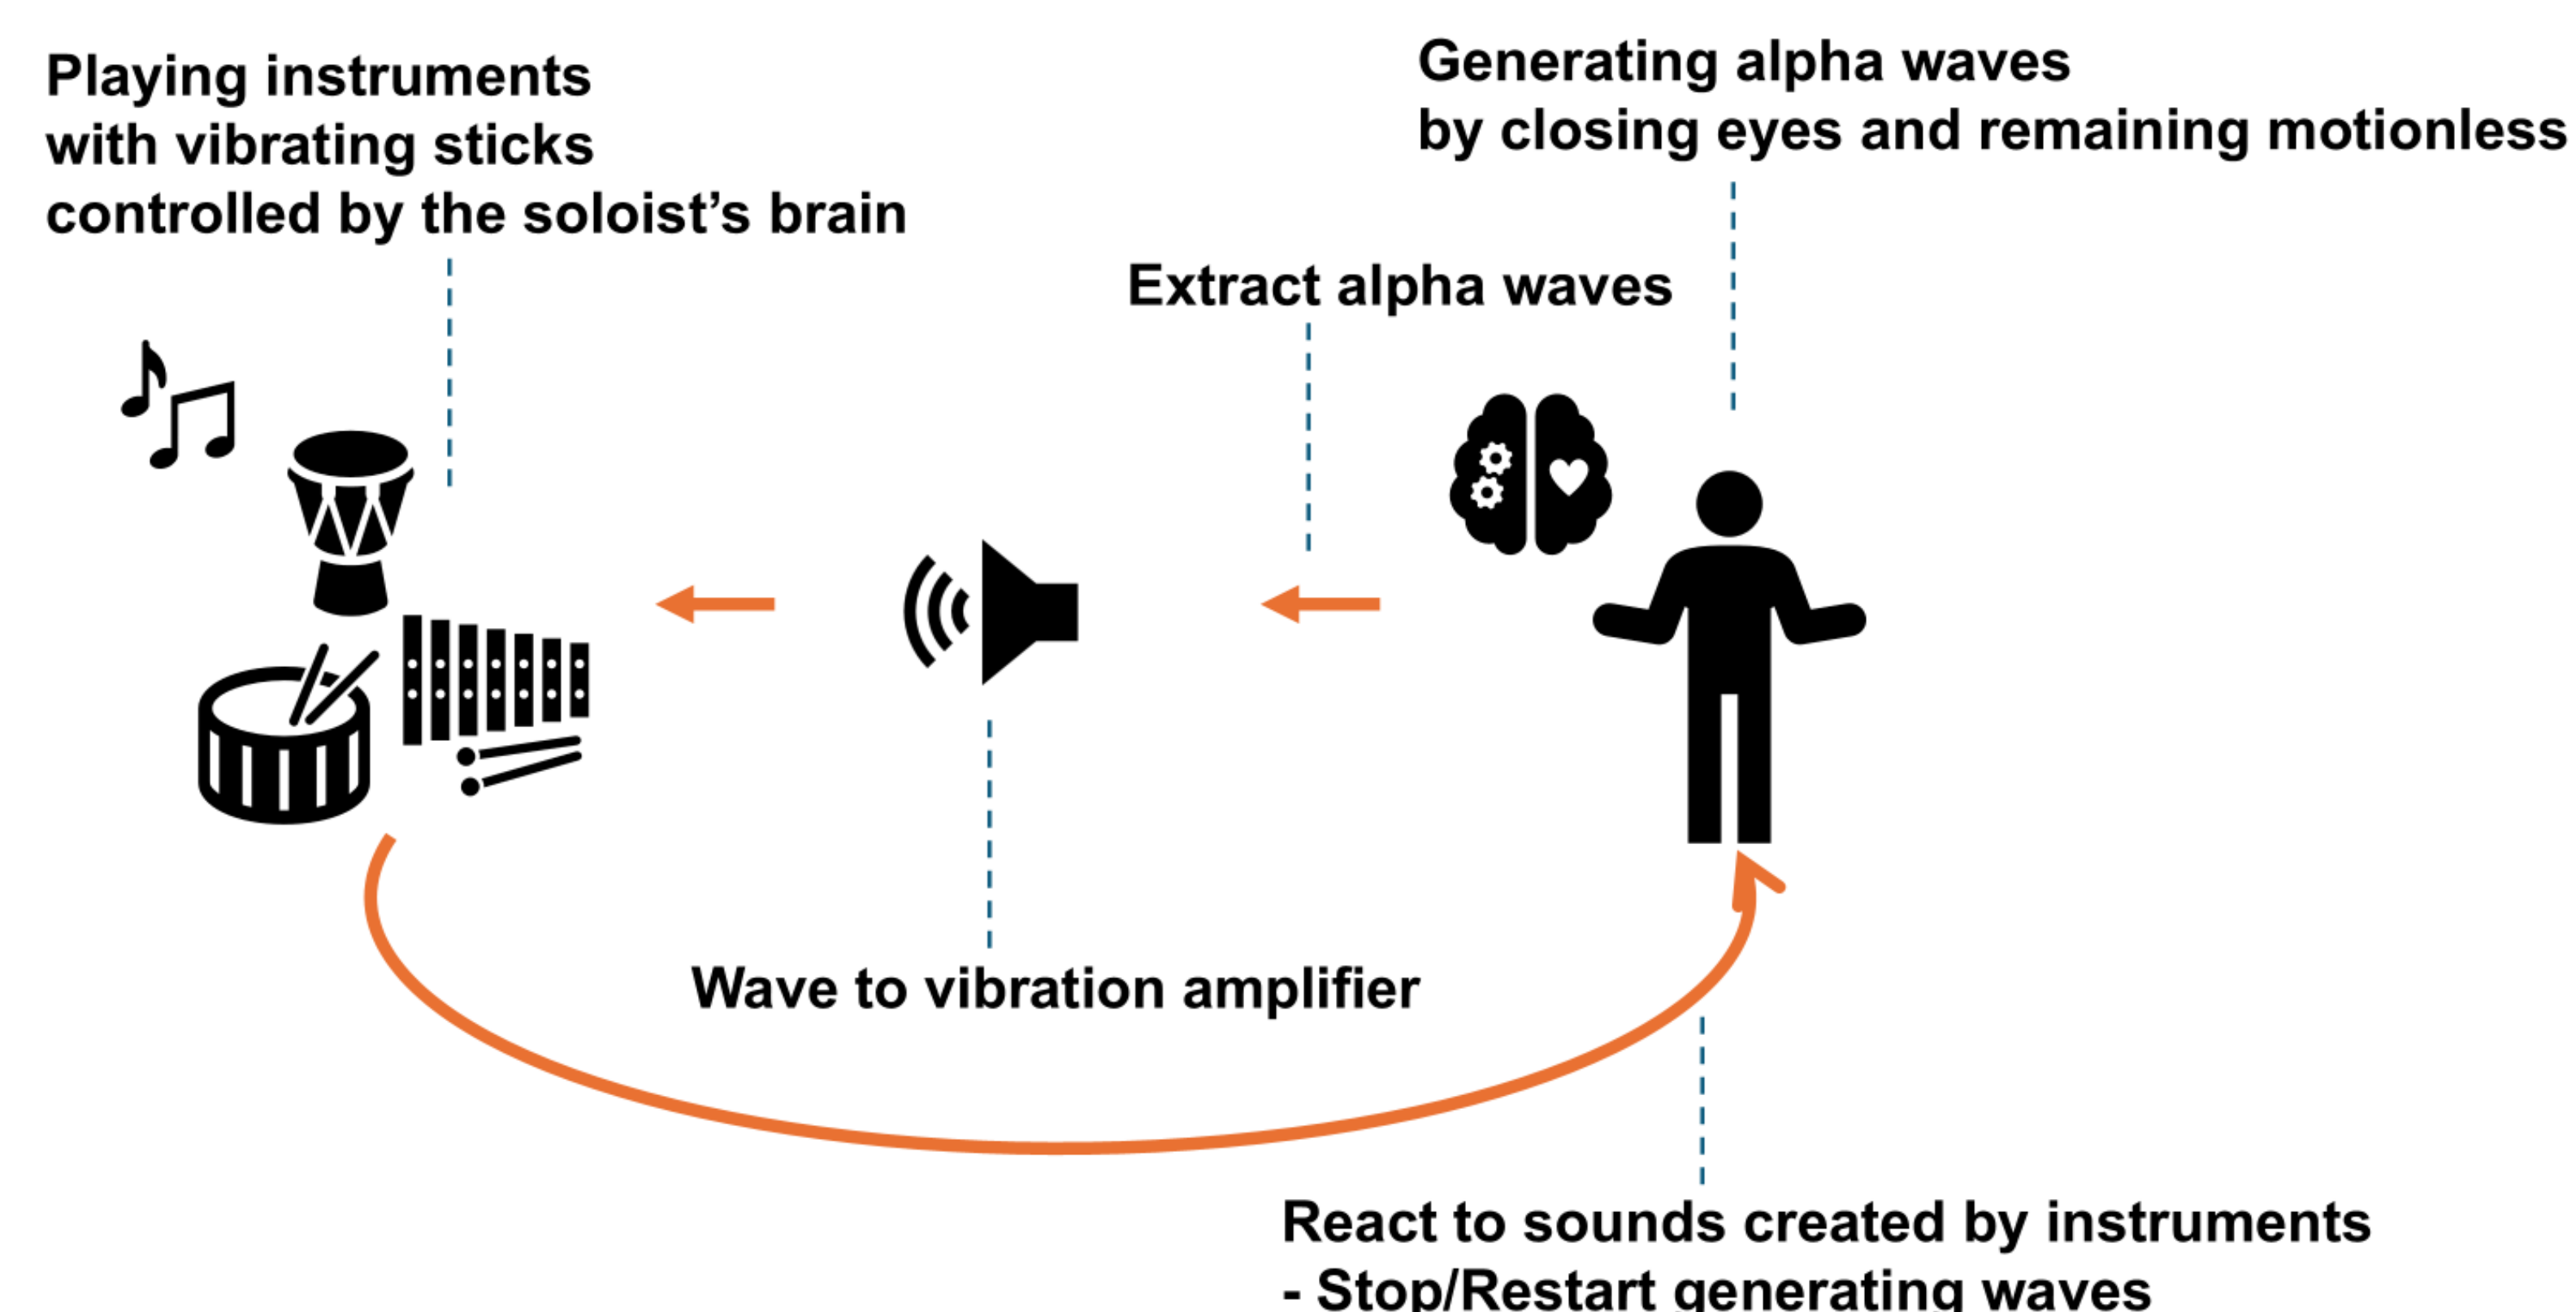 Playing instruments
with vibrating sticks
controlled by the soloist’s brain
Generating alpha waves
by closing eyes and remaining motionless
Extract alpha waves
Wave to vibration amplifier
React to sounds created by instruments
- Stop/Restart generating waves